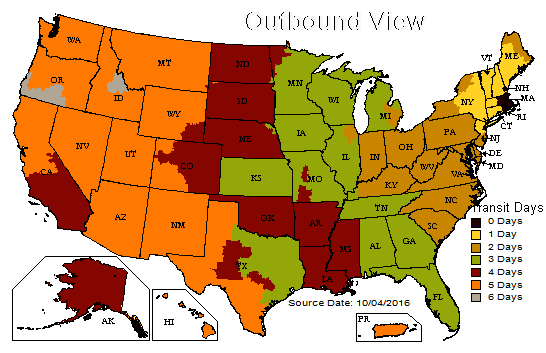 Outbound View
WA
MT
ND
MN
ME
VT
OR
ID
WY
SD
WI
MI
NY
NH
MA
RI
CT
NV
UT
CO
NE
IA
IL
IN
OH
PA
NJ
DE
MD
CA
KS
MO
KY
WV
VA
AZ
NM
OK
AR
TN
NC
SC
TX
LA
MS
AL
GA
FL
Transit Days
0 Days
1 Day
2 Days
3 Days
4 Days
5 Days
6 Days
Source Date: 10/04/2016
AK
HI
PR